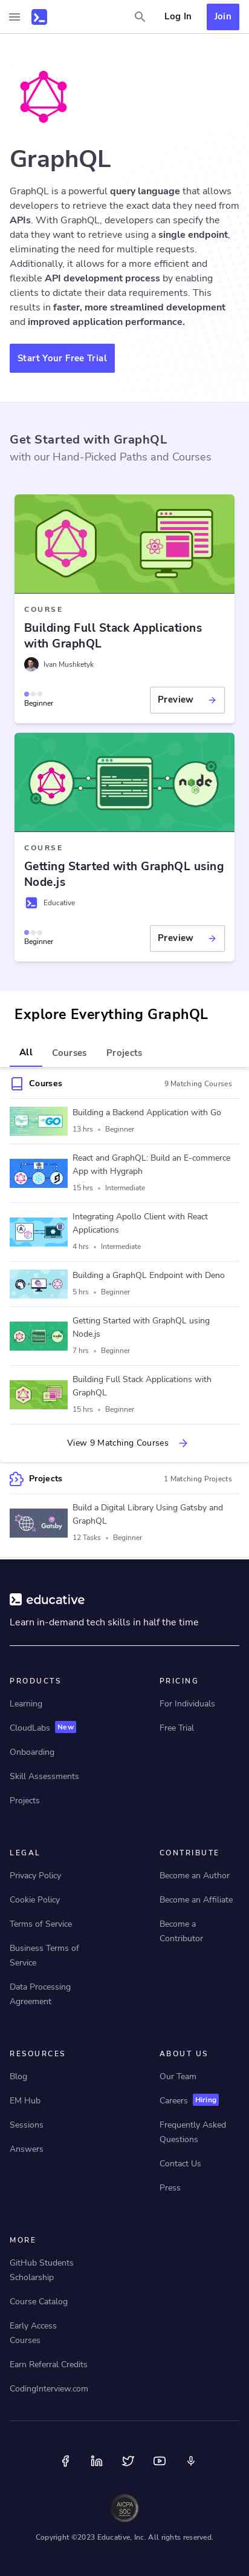 Log In
Join
GraphQL
GraphQL is a powerful query language that allows
developers to retrieve the exact data they need from
APIs. With GraphQL, developers can specify the
data they want to retrieve using a single endpoint,
eliminating the need for multiple requests.
Additionally, it allows for a more efficient and
flexible API development process by enabling
clients to dictate their data requirements. This
results in faster, more streamlined development
and improved application performance.
Start Your Free Trial
Get Started with GraphQL
with our Hand-Picked Paths and Courses
COURSE
Building Full Stack Applications
with GraphQL
Ivan Mushketyk
Beginner
Preview
node JS
COURSE
Getting Started with GraphQL using
Node.js
Educative
Beginner
Preview
Explore Everything GraphQL
All
Courses
Projects
Courses
9 Matching Courses
GO
Building a Backend Application with Go
13 hrs • Beginner
React and GraphQL: Build an E-commerce
App with Hygraph
15 hrs • Intermediate
Integrating Apollo Client with React
Applications
4 hrs • Intermediate
Building a GraphQL Endpoint with Deno
5 hrs • Beginner
Getting Started with GraphQL using
Node.js
7 hrs • Beginner
Building Full Stack Applications with
GraphQL
15 hrs • Beginner
View 9 Matching Courses
Projects
1 Matching Projects
Gatsby
Build a Digital Library Using Gatsby and
GraphQL
12 Tasks • Beginner
educative
Learn in-demand tech skills in half the time
PRODUCTS
Learning
CloudLabs New
Onboarding
Skill Assessments
Projects
PRICING
For Individuals
Free Trial
LEGAL
Privacy Policy
Cookie Policy
Terms of Service
Business Terms of
Service
Data Processing
Agreement
CONTRIBUTE
Become an Author
Become an Affiliate
Become a
Contributor
RESOURCES
Blog
EM Hub
Sessions
Answers
ABOUT US
Our Team
Careers Hiring
Frequently Asked
Questions
Contact Us
Press
MORE
GitHub Students
Scholarship
Course Catalog
Early Access
Courses
Earn Referral Credits
CodingInterview.com
AICPA
SOC
Copyright ©2023 Educative, Inc. All rights reserved.